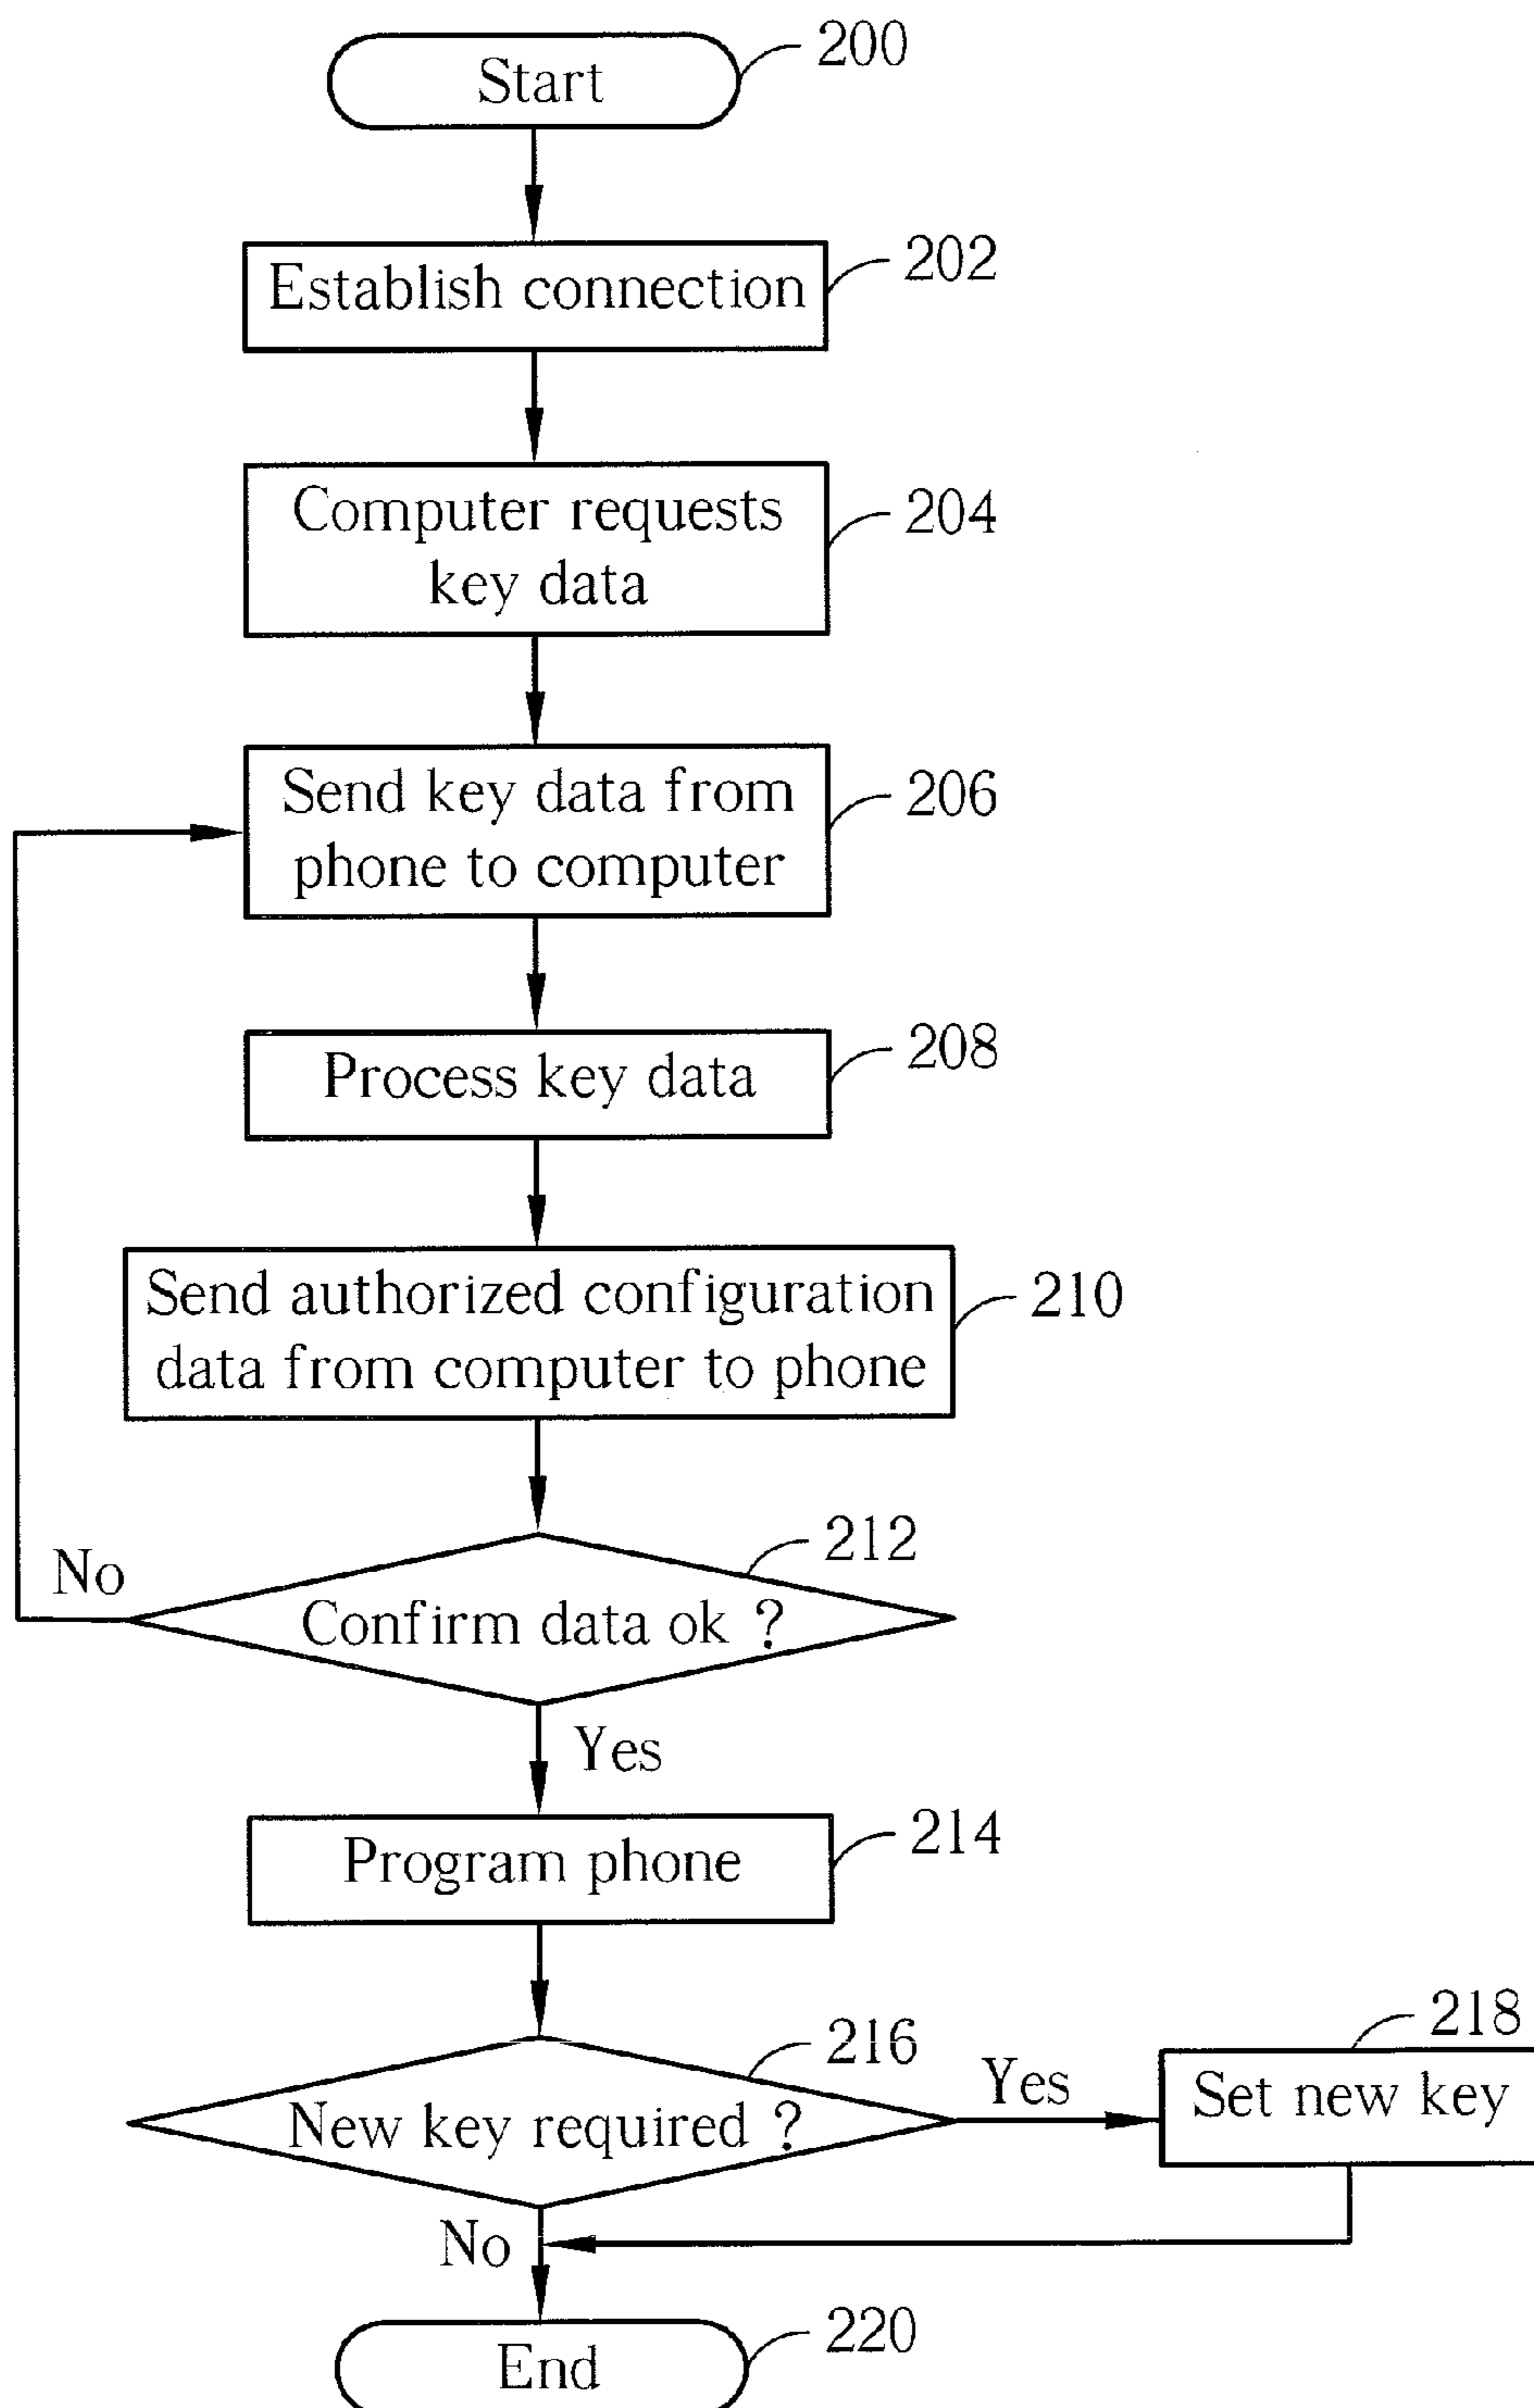 Start
200
Establish connection
202
Computer requests
key data
204
Send key data from
phone to computer
206
Process key data
208
Send authorized configuration
data from computer to phone
210
No
Confirm data ok ?
212
Yes
Program phone
214
New key required ?
216
Yes
Set new key
218
No
End
220